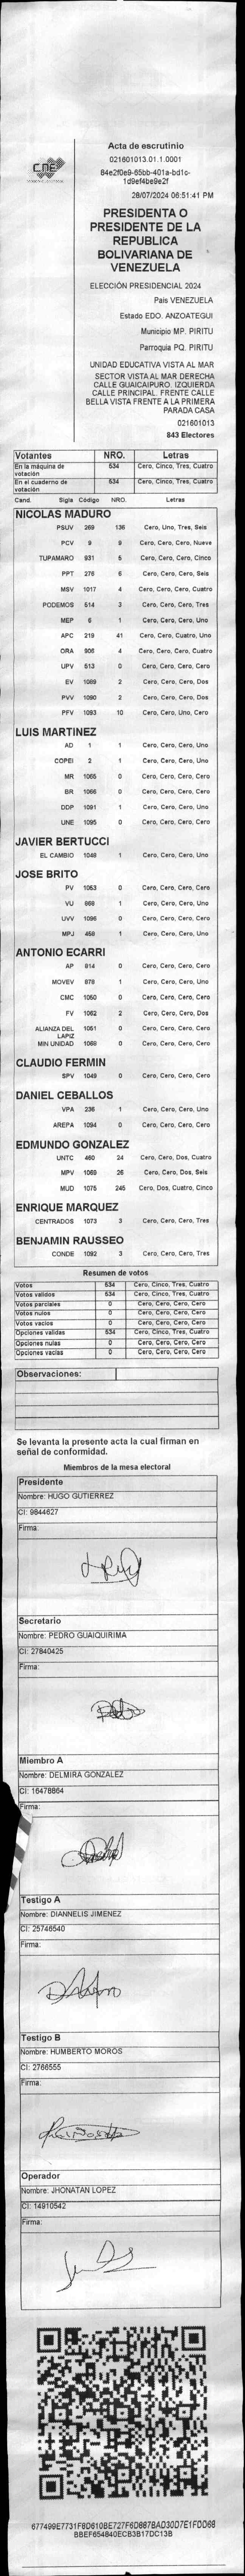 CNE
Acta de escrutinio
021601013.01.1.0001
84e2f0e9-65bb-401a-bd1c-
1d9ef4be9e2f
28/07/2024 06:51:41 PM
PRESIDENTA O
PRESIDENTE DE LA
REPUBLICA
BOLIVARIANA DE
VENEZUELA
ELECCIÓN PRESIDENCIAL 2024
País VENEZUELA
Estado EDO. ANZOATEGUI
Municipio MP. PIRITU
Parroquia PQ. PIRITU
UNIDAD EDUCATIVA VISTA AL MAR
SECTOR VISTA AL MAR DERECHA
CALLE GUAICAIPURO. IZQUIERDA
CALLE PRINCIPAL. FRENTE CALLE
BELLA VISTA FRENTE A LA PRIMERA
PARADA CASA
021601013
843 Electores
Votantes NRO. Letras
En la máquina de votación 534 Cero, Cinco, Tres, Cuatro
En el cuaderno de votación 534 Cero, Cinco, Tres, Cuatro
Cand. Sigla Código NRO. Letras
NICOLAS MADURO
PSUV 269 136 Cero, Uno, Tres, Seis
PCV 9 9 Cero, Cero, Cero, Nueve
TUPAMARO 931 5 Cero, Cero, Cero, Cinco
PPT 276 6 Cero, Cero, Cero, Seis
MSV 1017 4 Cero, Cero, Cero, Cuatro
PODEMOS 514 3 Cero, Cero, Cero, Tres
MEP 6 1 Cero, Cero, Cero, Uno
APC 219 41 Cero, Cero, Cuatro, Uno
ORA 906 4 Cero, Cero, Cero, Cuatro
UPV 513 0 Cero, Cero, Cero, Cero
EV 1089 2 Cero, Cero, Cero, Dos
PVV 1090 2 Cero, Cero, Cero, Dos
PFV 1093 10 Cero, Cero, Uno, Cero
LUIS MARTINEZ
AD 1 1 Cero, Cero, Cero, Uno
COPEI 2 1 Cero, Cero, Cero, Uno
MR 1065 0 Cero, Cero, Cero, Cero
BR 1066 0 Cero, Cero, Cero, Cero
DDP 1091 1 Cero, Cero, Cero, Uno
UNE 1095 0 Cero, Cero, Cero, Cero
JAVIER BERTUCCI
EL CAMBIO 1048 1 Cero, Cero, Cero, Uno
JOSE BRITO
PV 1053 0 Cero, Cero, Cero, Cero
VU 868 1 Cero, Cero, Cero, Uno
UVV 1096 0 Cero, Cero, Cero, Cero
MPJ 458 1 Cero, Cero, Cero, Uno
ANTONIO ECARRI
AP 814 0 Cero, Cero, Cero, Cero
MOVEV 878 1 Cero, Cero, Cero, Uno
CMC 1050 0 Cero, Cero, Cero, Cero
FV 1062 2 Cero, Cero, Cero, Dos
ALIANZA DEL LAPIZ 1051 0 Cero, Cero, Cero, Cero
MIN UNIDAD 1069 0 Cero, Cero, Cero, Cero
CLAUDIO FERMIN
SPV 1049 0 Cero, Cero, Cero, Cero
DANIEL CEBALLOS
VPA 236 1 Cero, Cero, Cero, Uno
AREPA 1094 0 Cero, Cero, Cero, Cero
EDMUNDO GONZALEZ
UNTC 460 24 Cero, Cero, Dos, Cuatro
MPV 1069 26 Cero, Cero, Dos, Seis
MUD 1075 245 Cero, Dos, Cuatro, Cinco
ENRIQUE MARQUEZ
CENTRADOS 1073 3 Cero, Cero, Cero, Tres
BENJAMIN RAUSSEO
CONDE 1092 3 Cero, Cero, Cero, Tres
Resumen de votos
Votos 534 Cero, Cinco, Tres, Cuatro
Votos validos 534 Cero, Cinco, Tres, Cuatro
Votos parciales 0 Cero, Cero, Cero, Cero
Votos nulos 0 Cero, Cero, Cero, Cero
Votos vacios 0 Cero, Cero, Cero, Cero
Opciones validas 534 Cero, Cinco, Tres, Cuatro
Opciones nulas 0 Cero, Cero, Cero, Cero
Opciones vacias 0 Cero, Cero, Cero, Cero
Observaciones:
Se levanta la presente acta la cual firman en
señal de conformidad.
Miembros de la mesa electoral
Presidente
Nombre: HUGO GUTIERREZ
CI: 9844627
Firma:
Secretario
Nombre: PEDRO GUAIQUIRIMA
CI: 27840425
Firma:
Miembro A
Nombre: DELMIRA GONZALEZ
CI: 16478864
Firma:
Testigo A
Nombre: DIANNELIS JIMENEZ
CI: 25746540
Firma:
Testigo B
Nombre: HUMBERTO MOROS
CI: 2766555
Firma:
Operador
Nombre: JHONATAN LOPEZ
CI: 14910542
Firma:
677499E7731F8D610BE727F6D687BAD30D7E1FDD68
BBEF654840ECB3B17DC13B